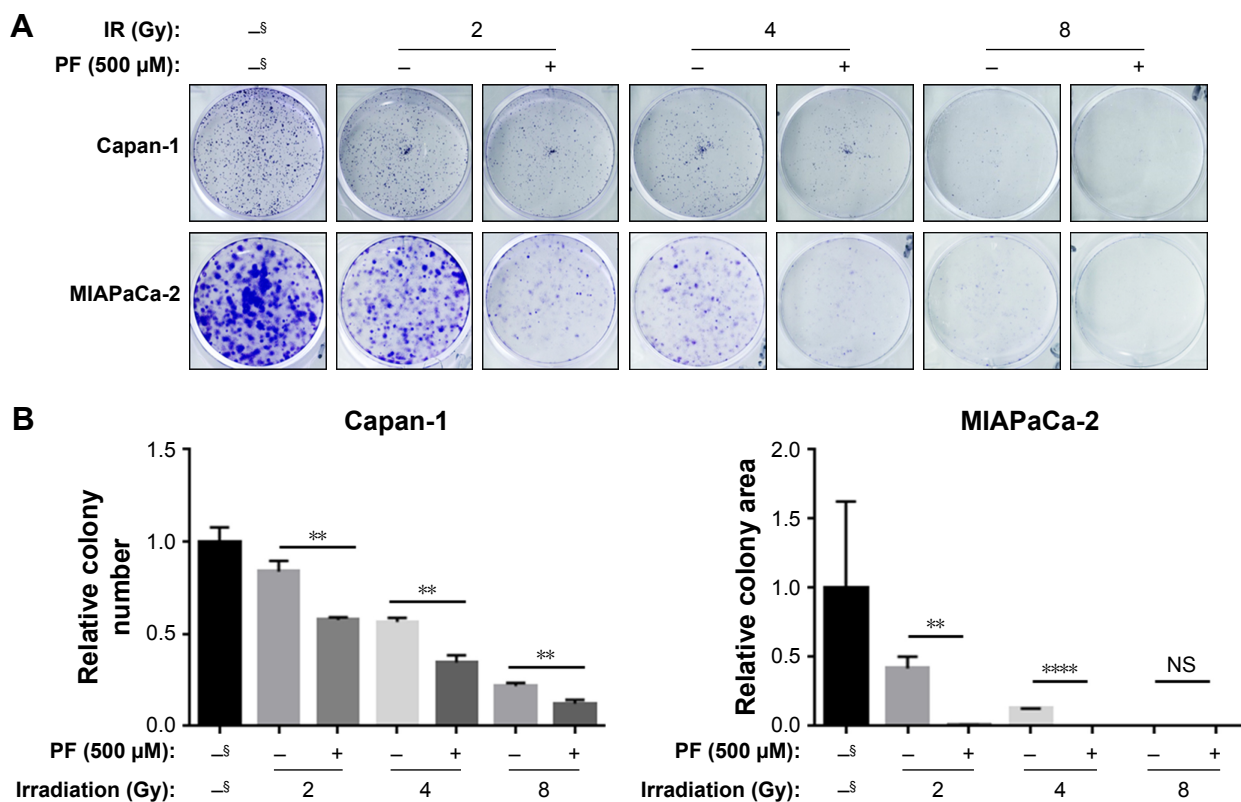 A
IR (Gy): –§ 2 4 8
PF (500 µM): –§ – + – + – +
Capan-1
MIAPaCa-2
B
Capan-1
Relative colony
number
1.5
1.0
0.5
0.0
** ** **
PF (500 µM): –§ – + – + – +
Irradiation (Gy): –§ 2 4 8
MIAPaCa-2
Relative colony area
2.0
1.5
1.0
0.5
0.0
** **** NS
PF (500 µM): –§ – + – + – +
Irradiation (Gy): –§ 2 4 8